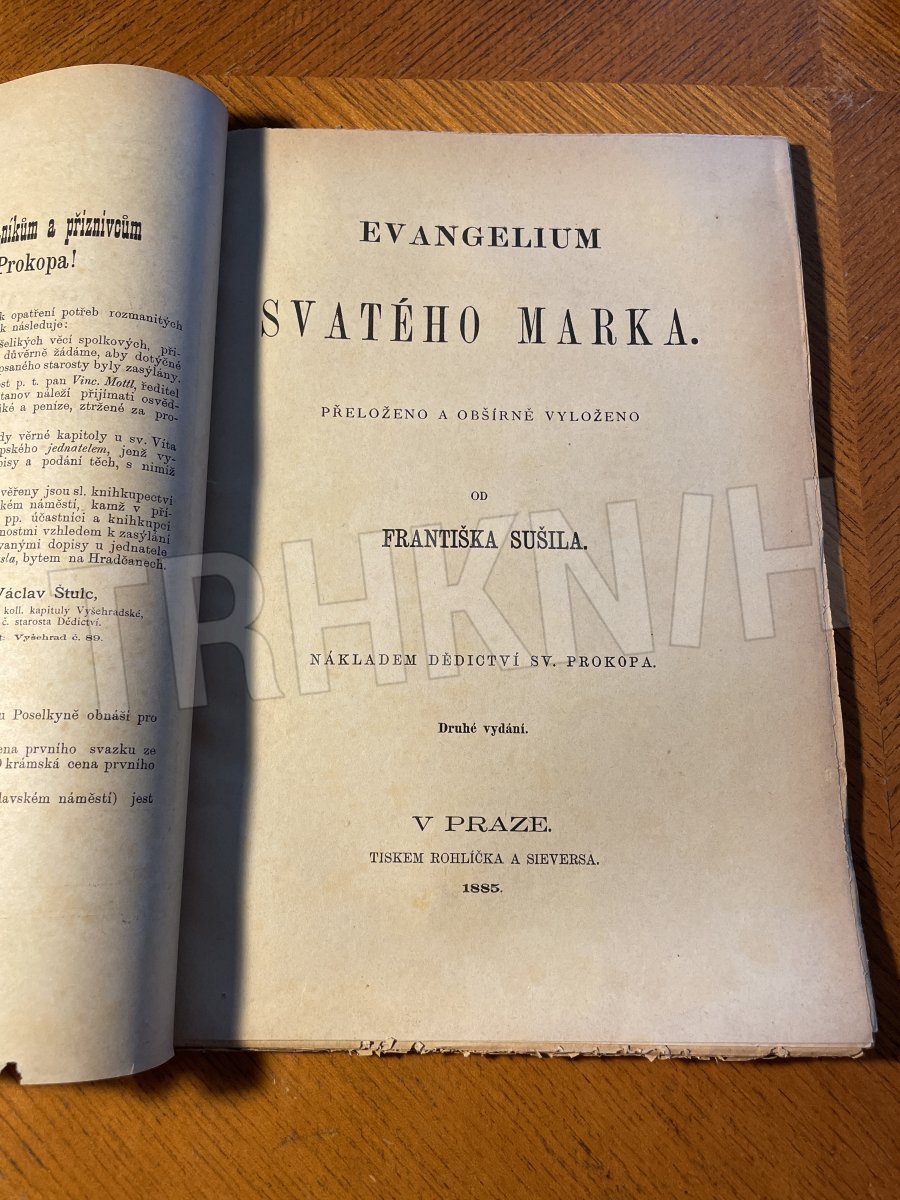 níkům a příznivcům
Prokopa!
k opatření potřeb rozmanitých
k následuje:
šelikých věcí spolkových, při-
důvěrně žádáme, aby dotyčné
osaného starosty byly zasýlány.
ost p. t. pan Vinc. Mottl, ředitel
tanov náleží přijímati osvěd-
ké a peníze, ztržené za pro-
dy věrné kapitoly u sv. Víta
pského jednatelem, jenž vy-
pisy a podání těch, s nimiž
věřeny jsou sl. knihkupectví
kém náměstí, kamž v pří-
pp. účastníci a knihkupci
nostmi vzhledem k zasýlání
vanými dopisy u jednatele
sla, bytem na Hradčanech.
Václav Štulc,
koll. kapituly Vyšehradské,
č. starosta Dědictví.
Vyšehrad č. 89.
u Poselkyně obnáší pro
ena prvního svazku ze
krámská cena prvního
lavském náměstí) jest
EVANGELIUM
SVATÉHO MARKA.
PŘELOŽENO A OBŠÍRNĚ VYLOŽENO
OD
FRANTIŠKA SUŠILA.
NÁKLADEM DĚDICTVÍ SV. PROKOPA.
Druhé vydání.
V PRAZE.
TISKEM ROHLÍČKA A SIEVERSA.
1885.
TRHKNIH